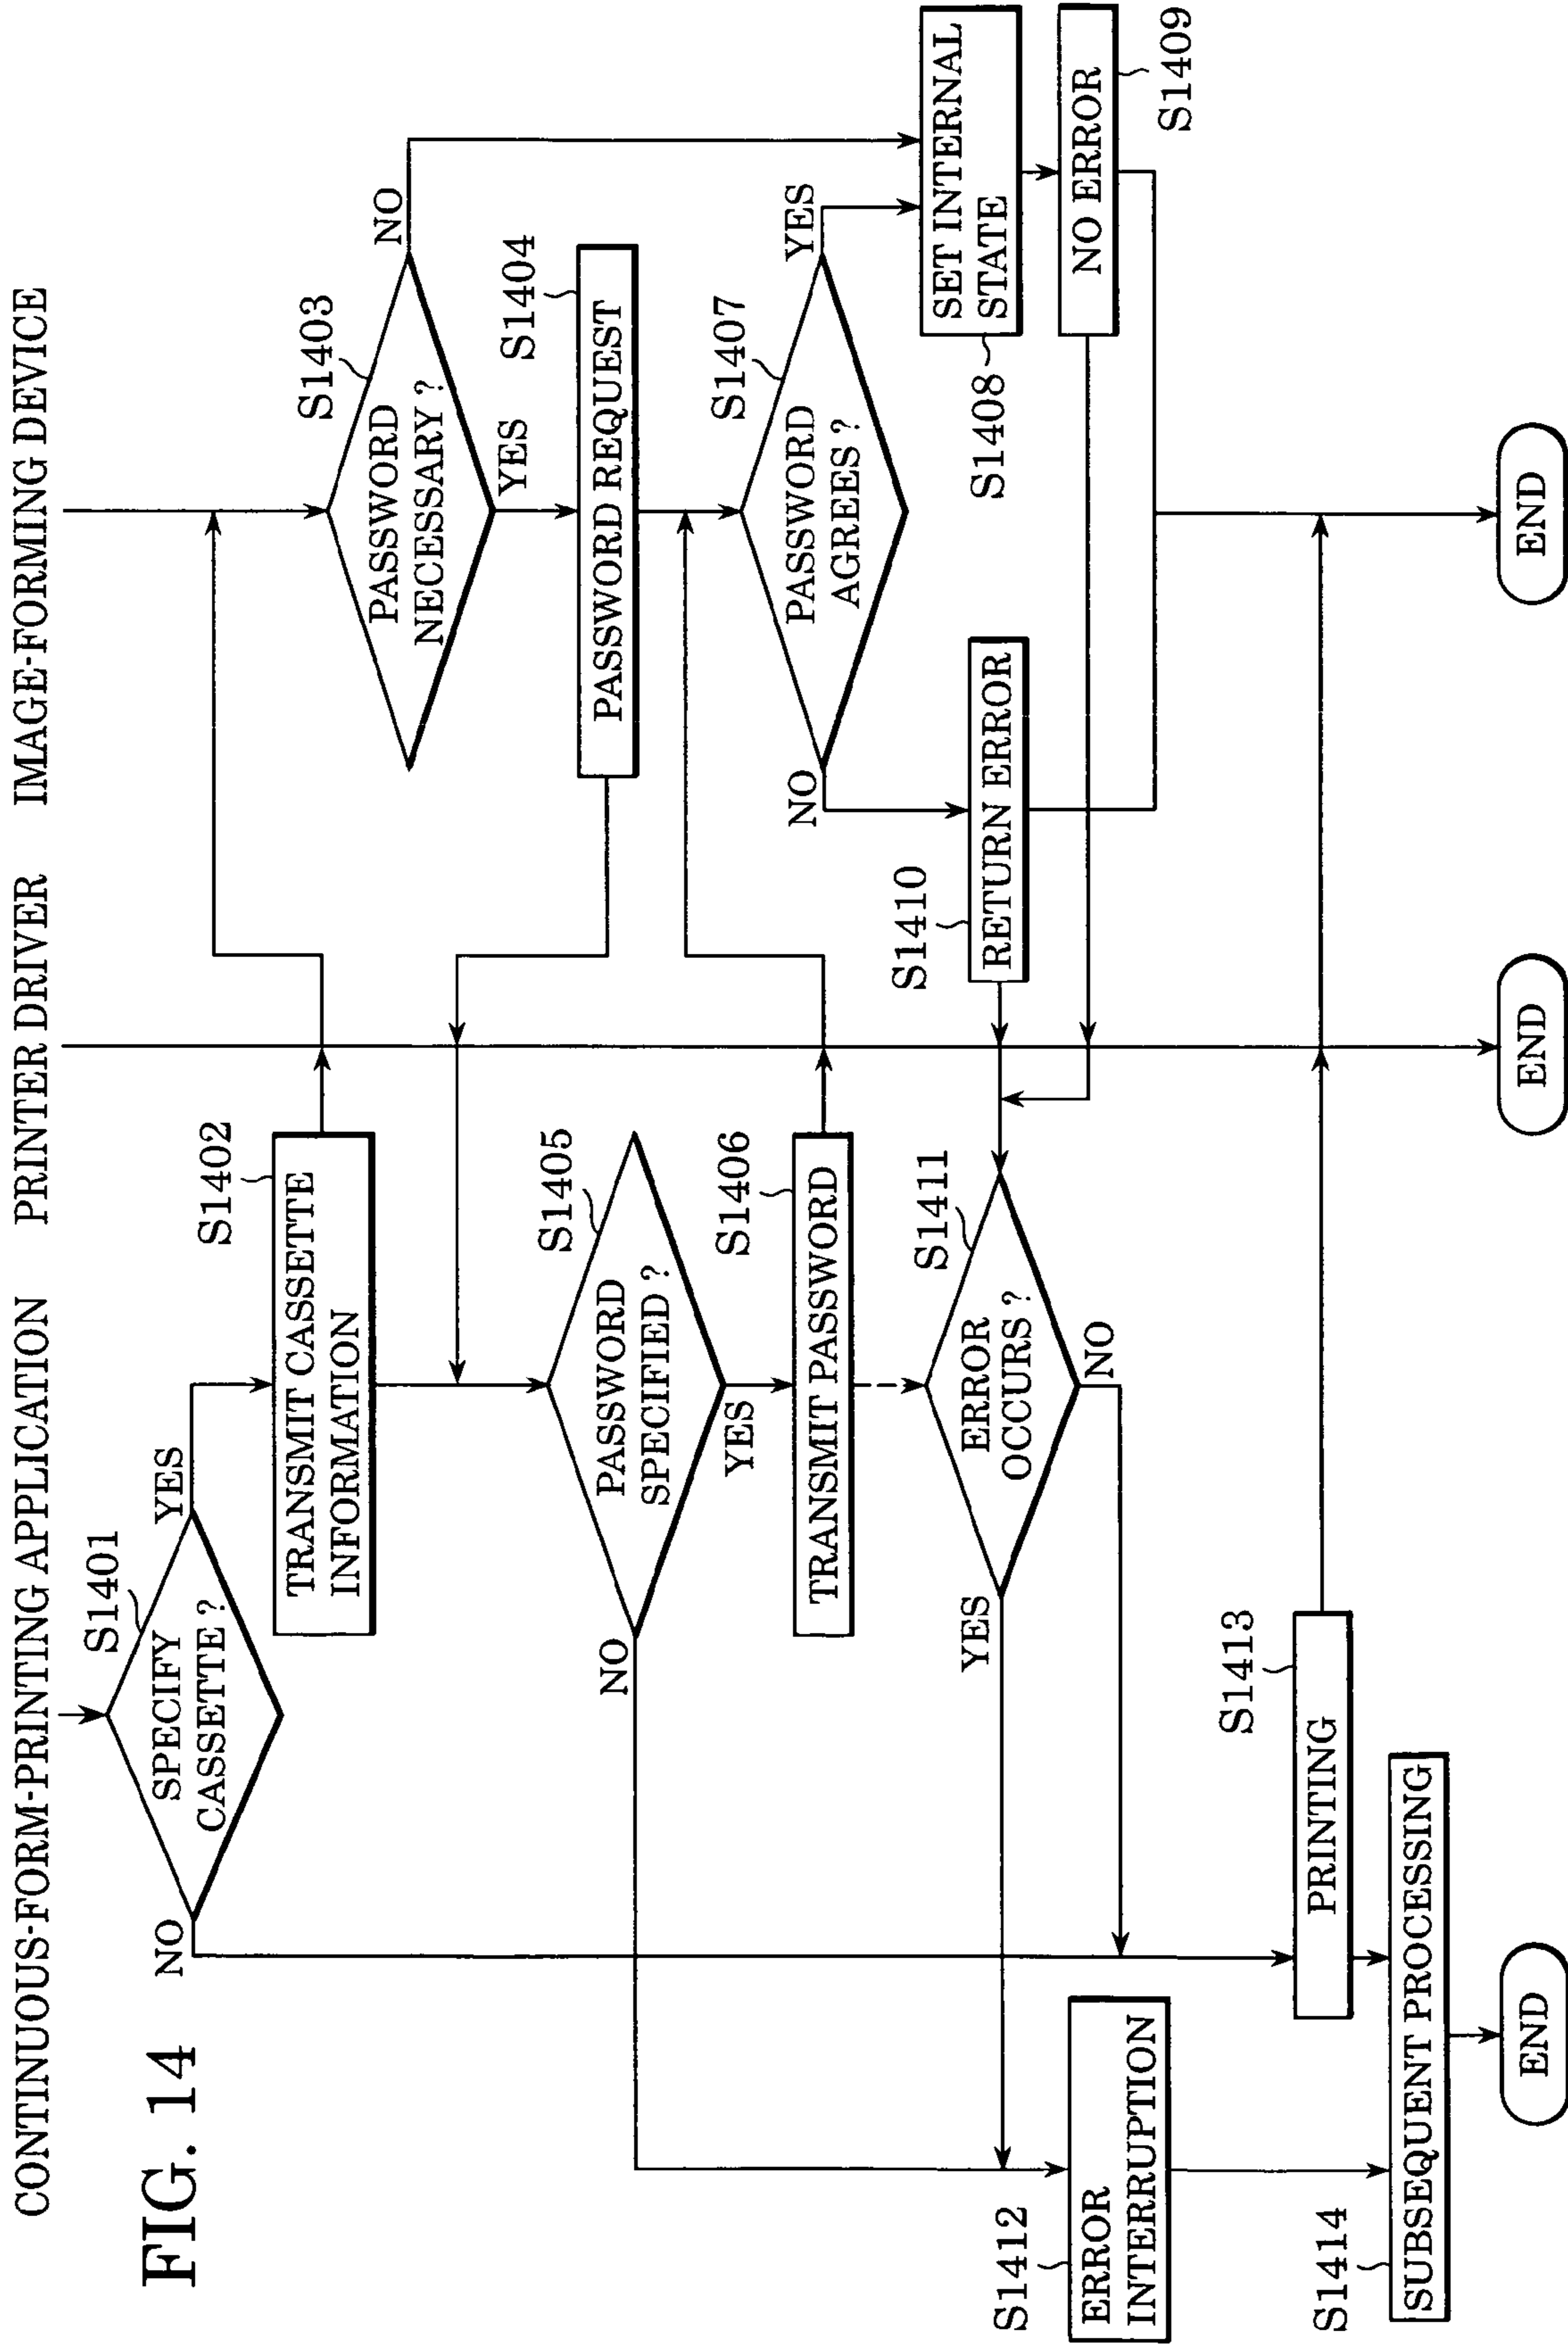 FIG. 14
CONTINUOUS-FORM-PRINTING APPLICATION
PRINTER DRIVER
IMAGE-FORMING DEVICE
S1401
SPECIFY
CASSETTE ?
YES
NO
S1402
TRANSMIT CASSETTE
INFORMATION
S1403
PASSWORD
NECESSARY ?
NO
YES
S1404
PASSWORD REQUEST
S1405
PASSWORD
SPECIFIED ?
NO
YES
S1406
TRANSMIT PASSWORD
S1407
PASSWORD
AGREES ?
YES
NO
SET INTERNAL
STATE
S1408
NO ERROR
S1409
S1410
RETURN ERROR
S1411
ERROR
OCCURS ?
YES
NO
S1412
ERROR
INTERRUPTION
S1413
PRINTING
S1414
SUBSEQUENT PROCESSING
END
END
END